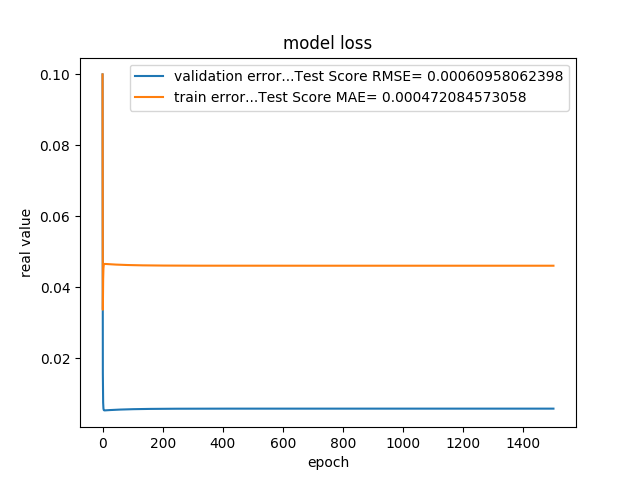 model loss
validation error...Test Score RMSE= 0.00060958062398
train error...Test Score MAE= 0.000472084573058
0.10
0.08
0.06
0.04
0.02
real value
0 200 400 600 800 1000 1200 1400
epoch